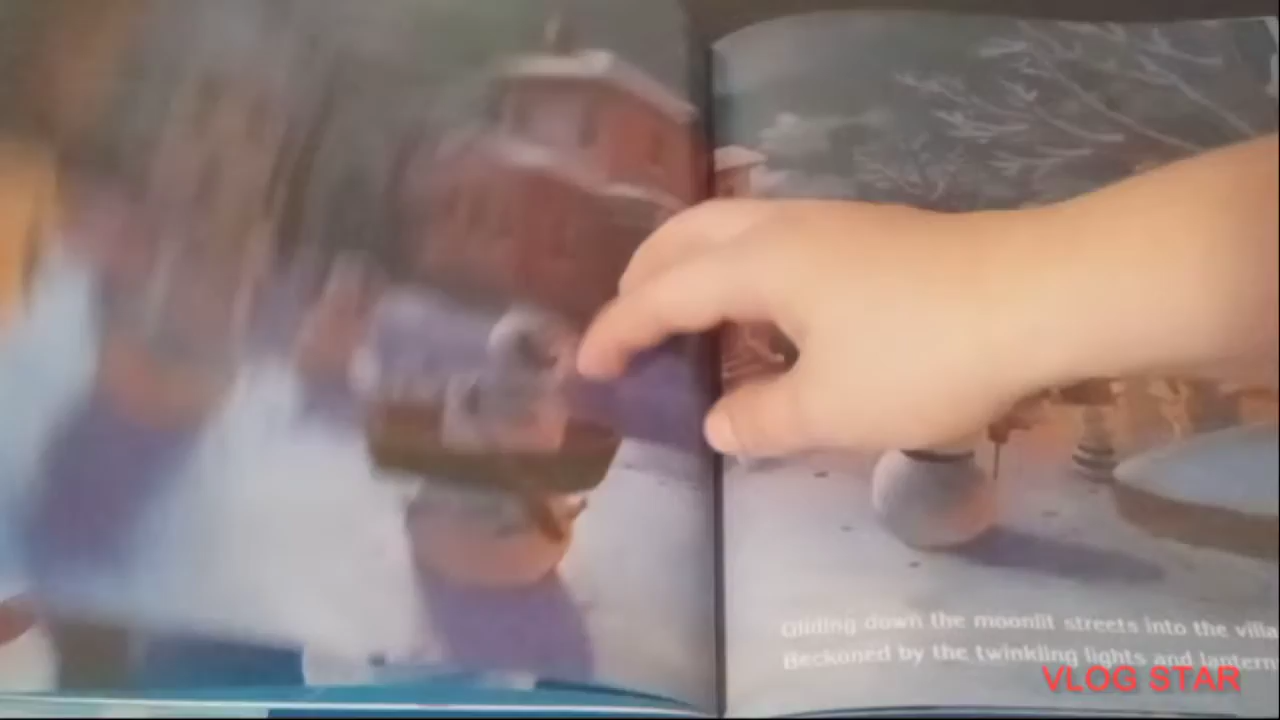 Gliding down the moonlit streets into the villa
Beckoned by the twinkling lights and lantern
VLOG STAR